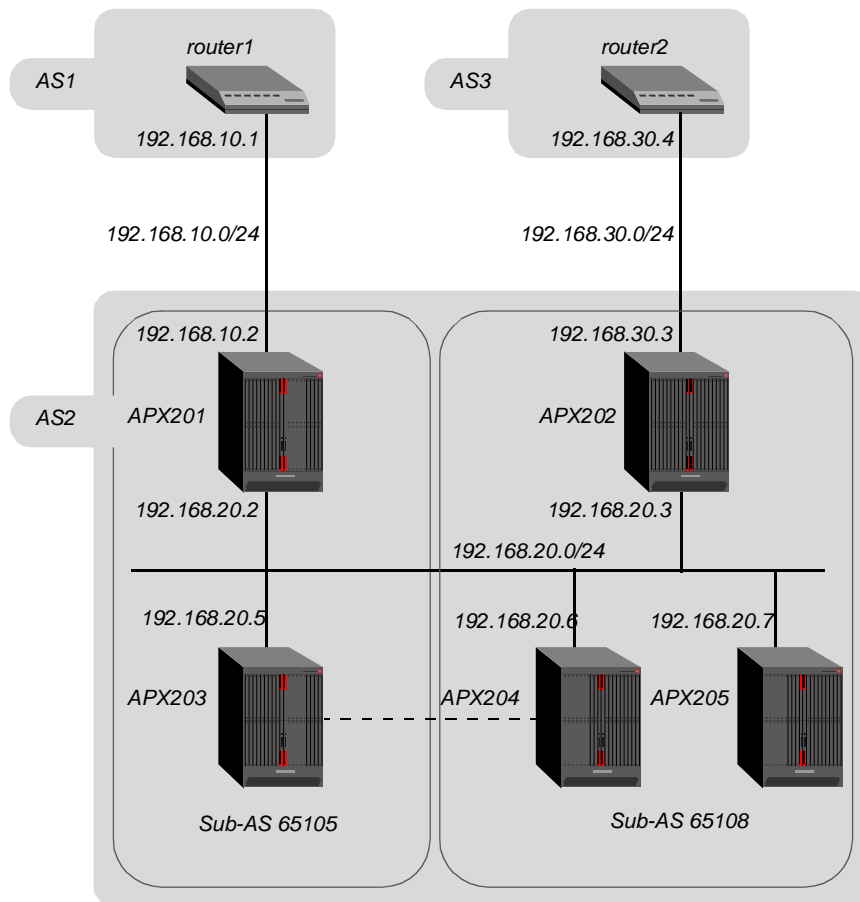 router1
router2
AS1
AS3
192.168.10.1
192.168.30.4
192.168.10.0/24
192.168.30.0/24
192.168.10.2
192.168.30.3
AS2
APX201
APX202
192.168.20.2
192.168.20.3
192.168.20.0/24
192.168.20.5
192.168.20.6
192.168.20.7
APX203
APX204
APX205
Sub-AS 65105
Sub-AS 65108